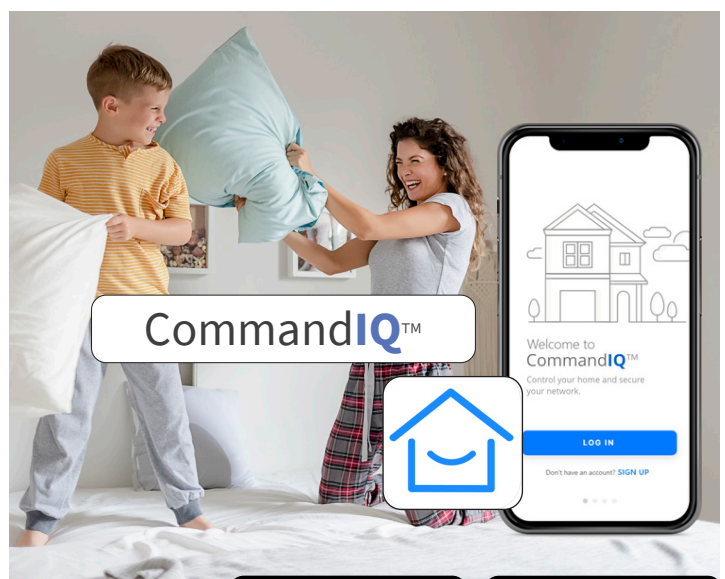 CommandIQ™
Welcome to
CommandIQ™
Control your home and secure
your network.
LOG IN
Don't have an account? SIGN UP